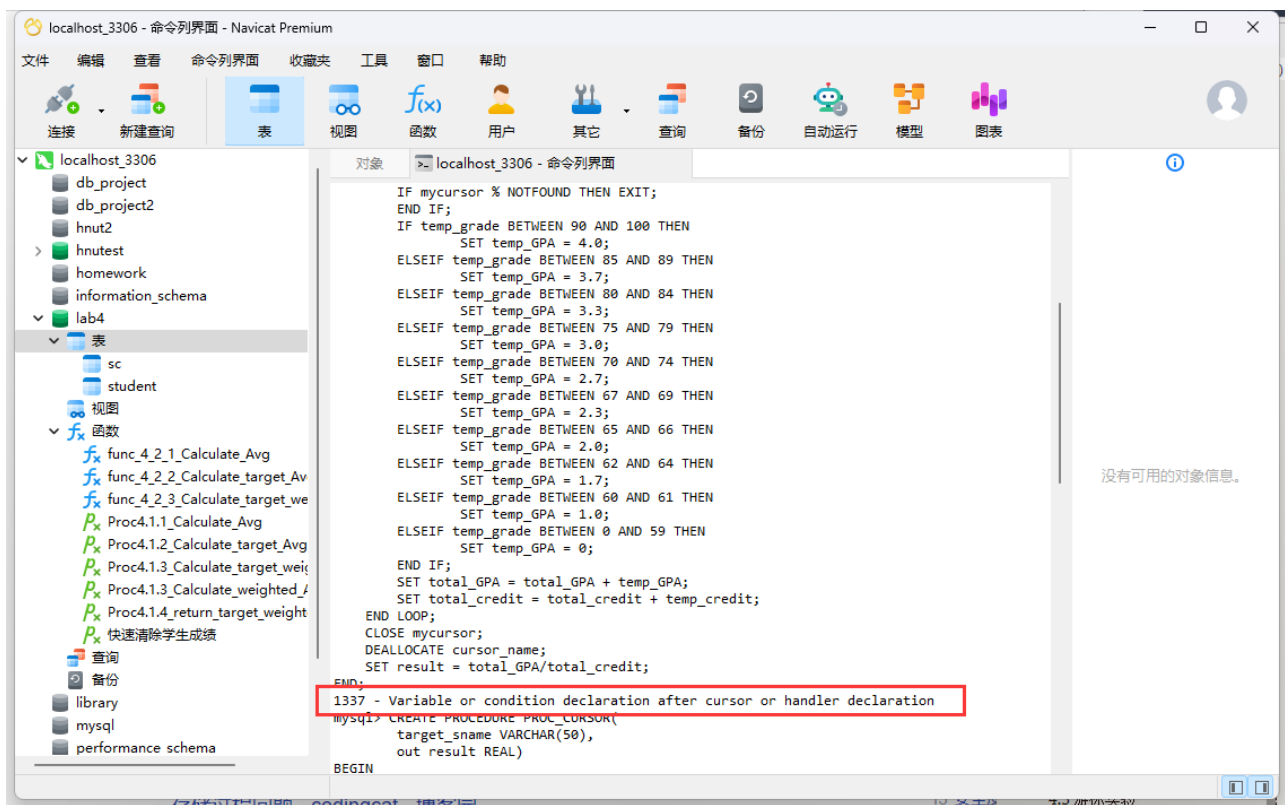 localhost_3306 - 命令列界面 - Navicat Premium
文件 编辑 查看 命令列界面 收藏夹 工具 窗口 帮助
连接 新建查询 表 视图 函数 用户 其它 查询 备份 自动运行 模型 图表
localhost_3306
db_project
db_project2
hnut2
hnutest
homework
information_schema
lab4
表
sc
student
视图
函数
func_4_2_1_Calculate_Avg
func_4_2_2_Calculate_target_Av
func_4_2_3_Calculate_target_we
Proc4.1.1_Calculate_Avg
Proc4.1.2_Calculate_target_Avg
Proc4.1.3_Calculate_target_weig
Proc4.1.3_Calculate_weighted_A
Proc4.1.4_return_target_weight
快速清除学生成绩
查询
备份
library
mysql
performance_schema
对象 localhost_3306 - 命令列界面
IF mycursor % NOTFOUND THEN EXIT;
END IF;
IF temp_grade BETWEEN 90 AND 100 THEN
SET temp_GPA = 4.0;
ELSEIF temp_grade BETWEEN 85 AND 89 THEN
SET temp_GPA = 3.7;
ELSEIF temp_grade BETWEEN 80 AND 84 THEN
SET temp_GPA = 3.3;
ELSEIF temp_grade BETWEEN 75 AND 79 THEN
SET temp_GPA = 3.0;
ELSEIF temp_grade BETWEEN 70 AND 74 THEN
SET temp_GPA = 2.7;
ELSEIF temp_grade BETWEEN 67 AND 69 THEN
SET temp_GPA = 2.3;
ELSEIF temp_grade BETWEEN 65 AND 66 THEN
SET temp_GPA = 2.0;
ELSEIF temp_grade BETWEEN 62 AND 64 THEN
SET temp_GPA = 1.7;
ELSEIF temp_grade BETWEEN 60 AND 61 THEN
SET temp_GPA = 1.0;
ELSEIF temp_grade BETWEEN 0 AND 59 THEN
SET temp_GPA = 0;
END IF;
SET total_GPA = total_GPA + temp_GPA;
SET total_credit = total_credit + temp_credit;
END LOOP;
CLOSE mycursor;
DEALLOCATE cursor_name;
SET result = total_GPA/total_credit;
END;
1337 - Variable or condition declaration after cursor or handler declaration
mysql> CREATE PROCEDURE PROC_CURSOR(
target_sname VARCHAR(50),
out result REAL)
BEGIN
没有可用的对象信息。